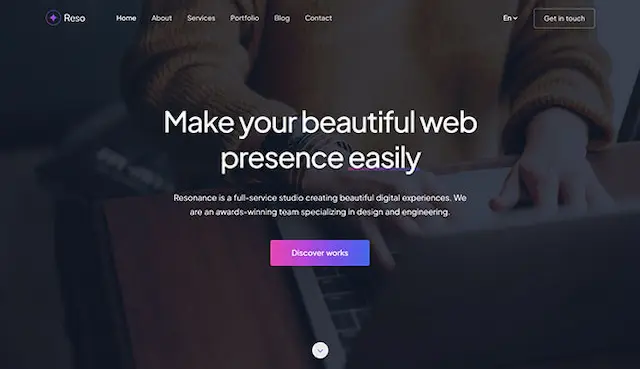 Reso
Home About Services Portfolio Blog Contact
En
Get in touch
Make your beautiful web
presence easily
Resonance is a full-service studio creating beautiful digital experiences. We
are an awards-winning team specializing in design and engineering.
Discover works